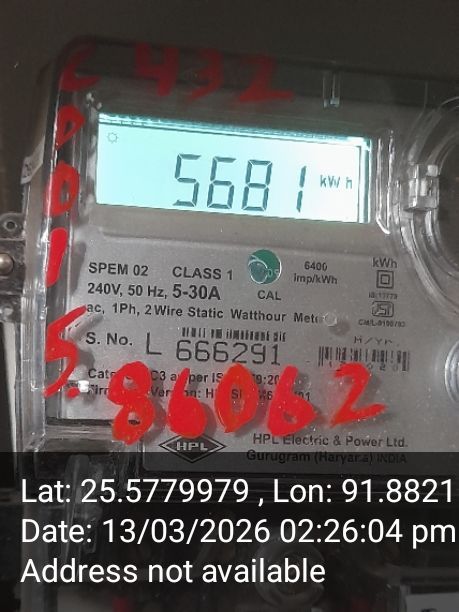 C 432
0015.
5681 kWh
SPEM 02 CLASS 1
6400
imp/kWh
kWh
240V, 50 Hz, 5-30A
CAL
ac, 1Ph, 2 Wire Static Watthour
S. No. L 666291
86062
HPL
HPL Electric & Power Ltd.
Gurugram (Haryana) INDIA
Lat: 25.5779979 , Lon: 91.8821
Date: 13/03/2026 02:26:04 pm
Address not available